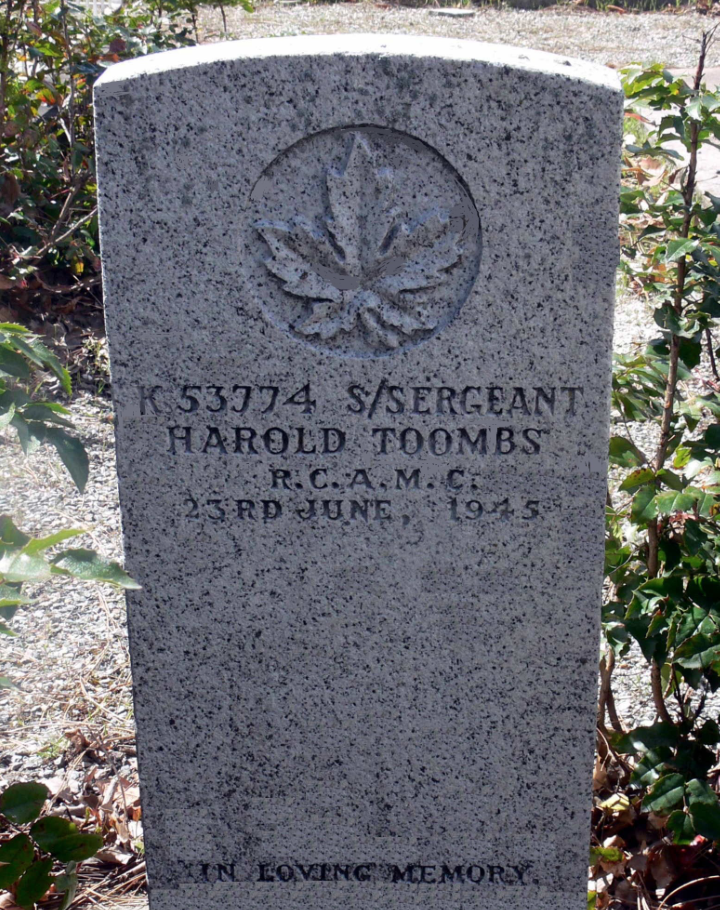 K 53774 S/SERGEANT
HAROLD TOOMBS
R.C.A.M.C.
23RD JUNE, 1945
IN LOVING MEMORY.